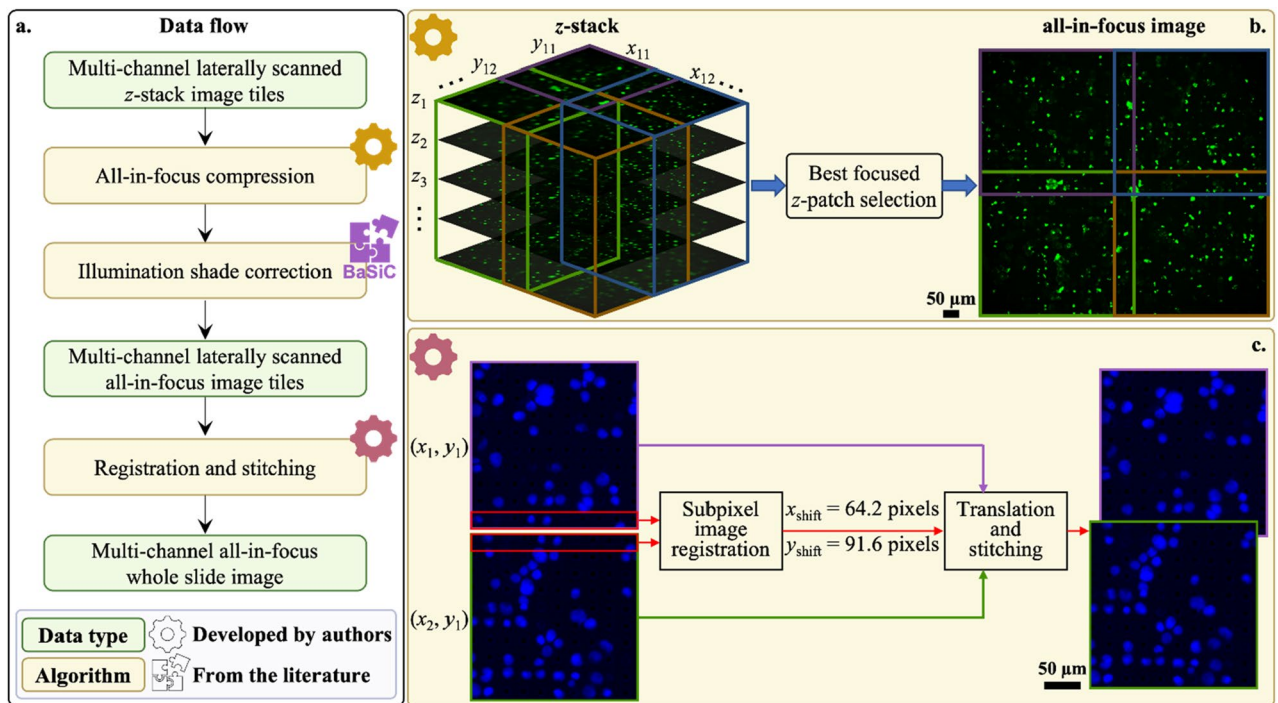 a.
Data flow
Multi-channel laterally scanned
z-stack image tiles
All-in-focus compression
Illumination shade correction
BaSiC
Multi-channel laterally scanned
all-in-focus image tiles
Registration and stitching
Multi-channel all-in-focus
whole slide image
Data type
Developed by authors
Algorithm
From the literature
z-stack
all-in-focus image
b.
y₁₁
x₁₁
y₁₂
x₁₂
z₁
z₂
z₃
Best focused
z-patch selection
50 µm
c.
(x₁, y₁)
(x₂, y₁)
Subpixel
image
registration
x_shift = 64.2 pixels
y_shift = 91.6 pixels
Translation
and
stitching
50 µm